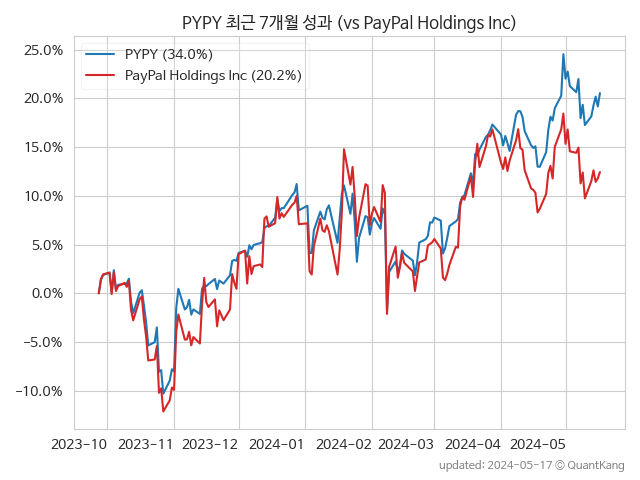 PYPY 최근 7개월 성과 (vs PayPal Holdings Inc)
PYPY (34.0%)
PayPal Holdings Inc (20.2%)
25.0%
20.0%
15.0%
10.0%
5.0%
0.0%
−5.0%
−10.0%
2023-10 2023-11 2023-12 2024-01 2024-02 2024-03 2024-04 2024-05
updated: 2024-05-17 © QuantKang